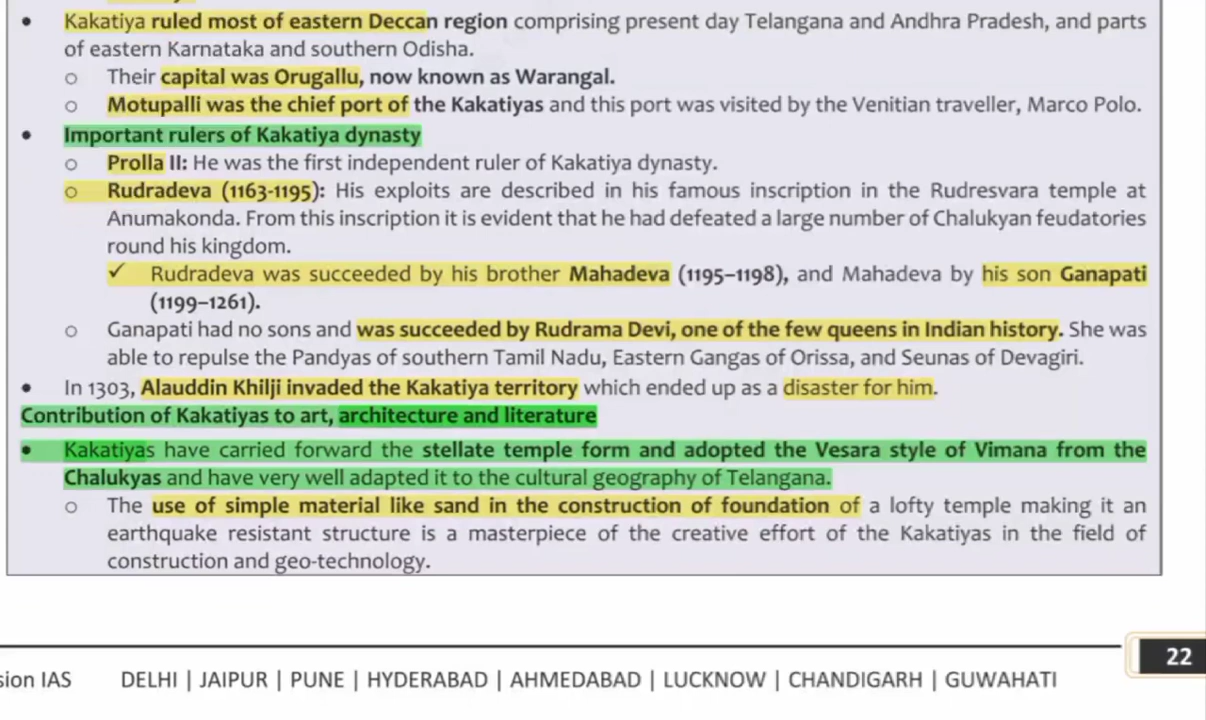 • Kakatiya ruled most of eastern Deccan region comprising present day Telangana and Andhra Pradesh, and parts
of eastern Karnataka and southern Odisha.
o Their capital was Orugallu, now known as Warangal.
o Motupalli was the chief port of the Kakatiyas and this port was visited by the Venitian traveller, Marco Polo.
• Important rulers of Kakatiya dynasty
o Prolla II: He was the first independent ruler of Kakatiya dynasty.
o Rudradeva (1163-1195): His exploits are described in his famous inscription in the Rudresvara temple at
Anumakonda. From this inscription it is evident that he had defeated a large number of Chalukyan feudatories
round his kingdom.
✓ Rudradeva was succeeded by his brother Mahadeva (1195–1198), and Mahadeva by his son Ganapati
(1199–1261).
o Ganapati had no sons and was succeeded by Rudrama Devi, one of the few queens in Indian history. She was
able to repulse the Pandyas of southern Tamil Nadu, Eastern Gangas of Orissa, and Seunas of Devagiri.
• In 1303, Alauddin Khilji invaded the Kakatiya territory which ended up as a disaster for him.
Contribution of Kakatiyas to art, architecture and literature
• Kakatiyas have carried forward the stellate temple form and adopted the Vesara style of Vimana from the
Chalukyas and have very well adapted it to the cultural geography of Telangana.
o The use of simple material like sand in the construction of foundation of a lofty temple making it an
earthquake resistant structure is a masterpiece of the creative effort of the Kakatiyas in the field of
construction and geo-technology.
22
sion IAS DELHI | JAIPUR | PUNE | HYDERABAD | AHMEDABAD | LUCKNOW | CHANDIGARH | GUWAHATI